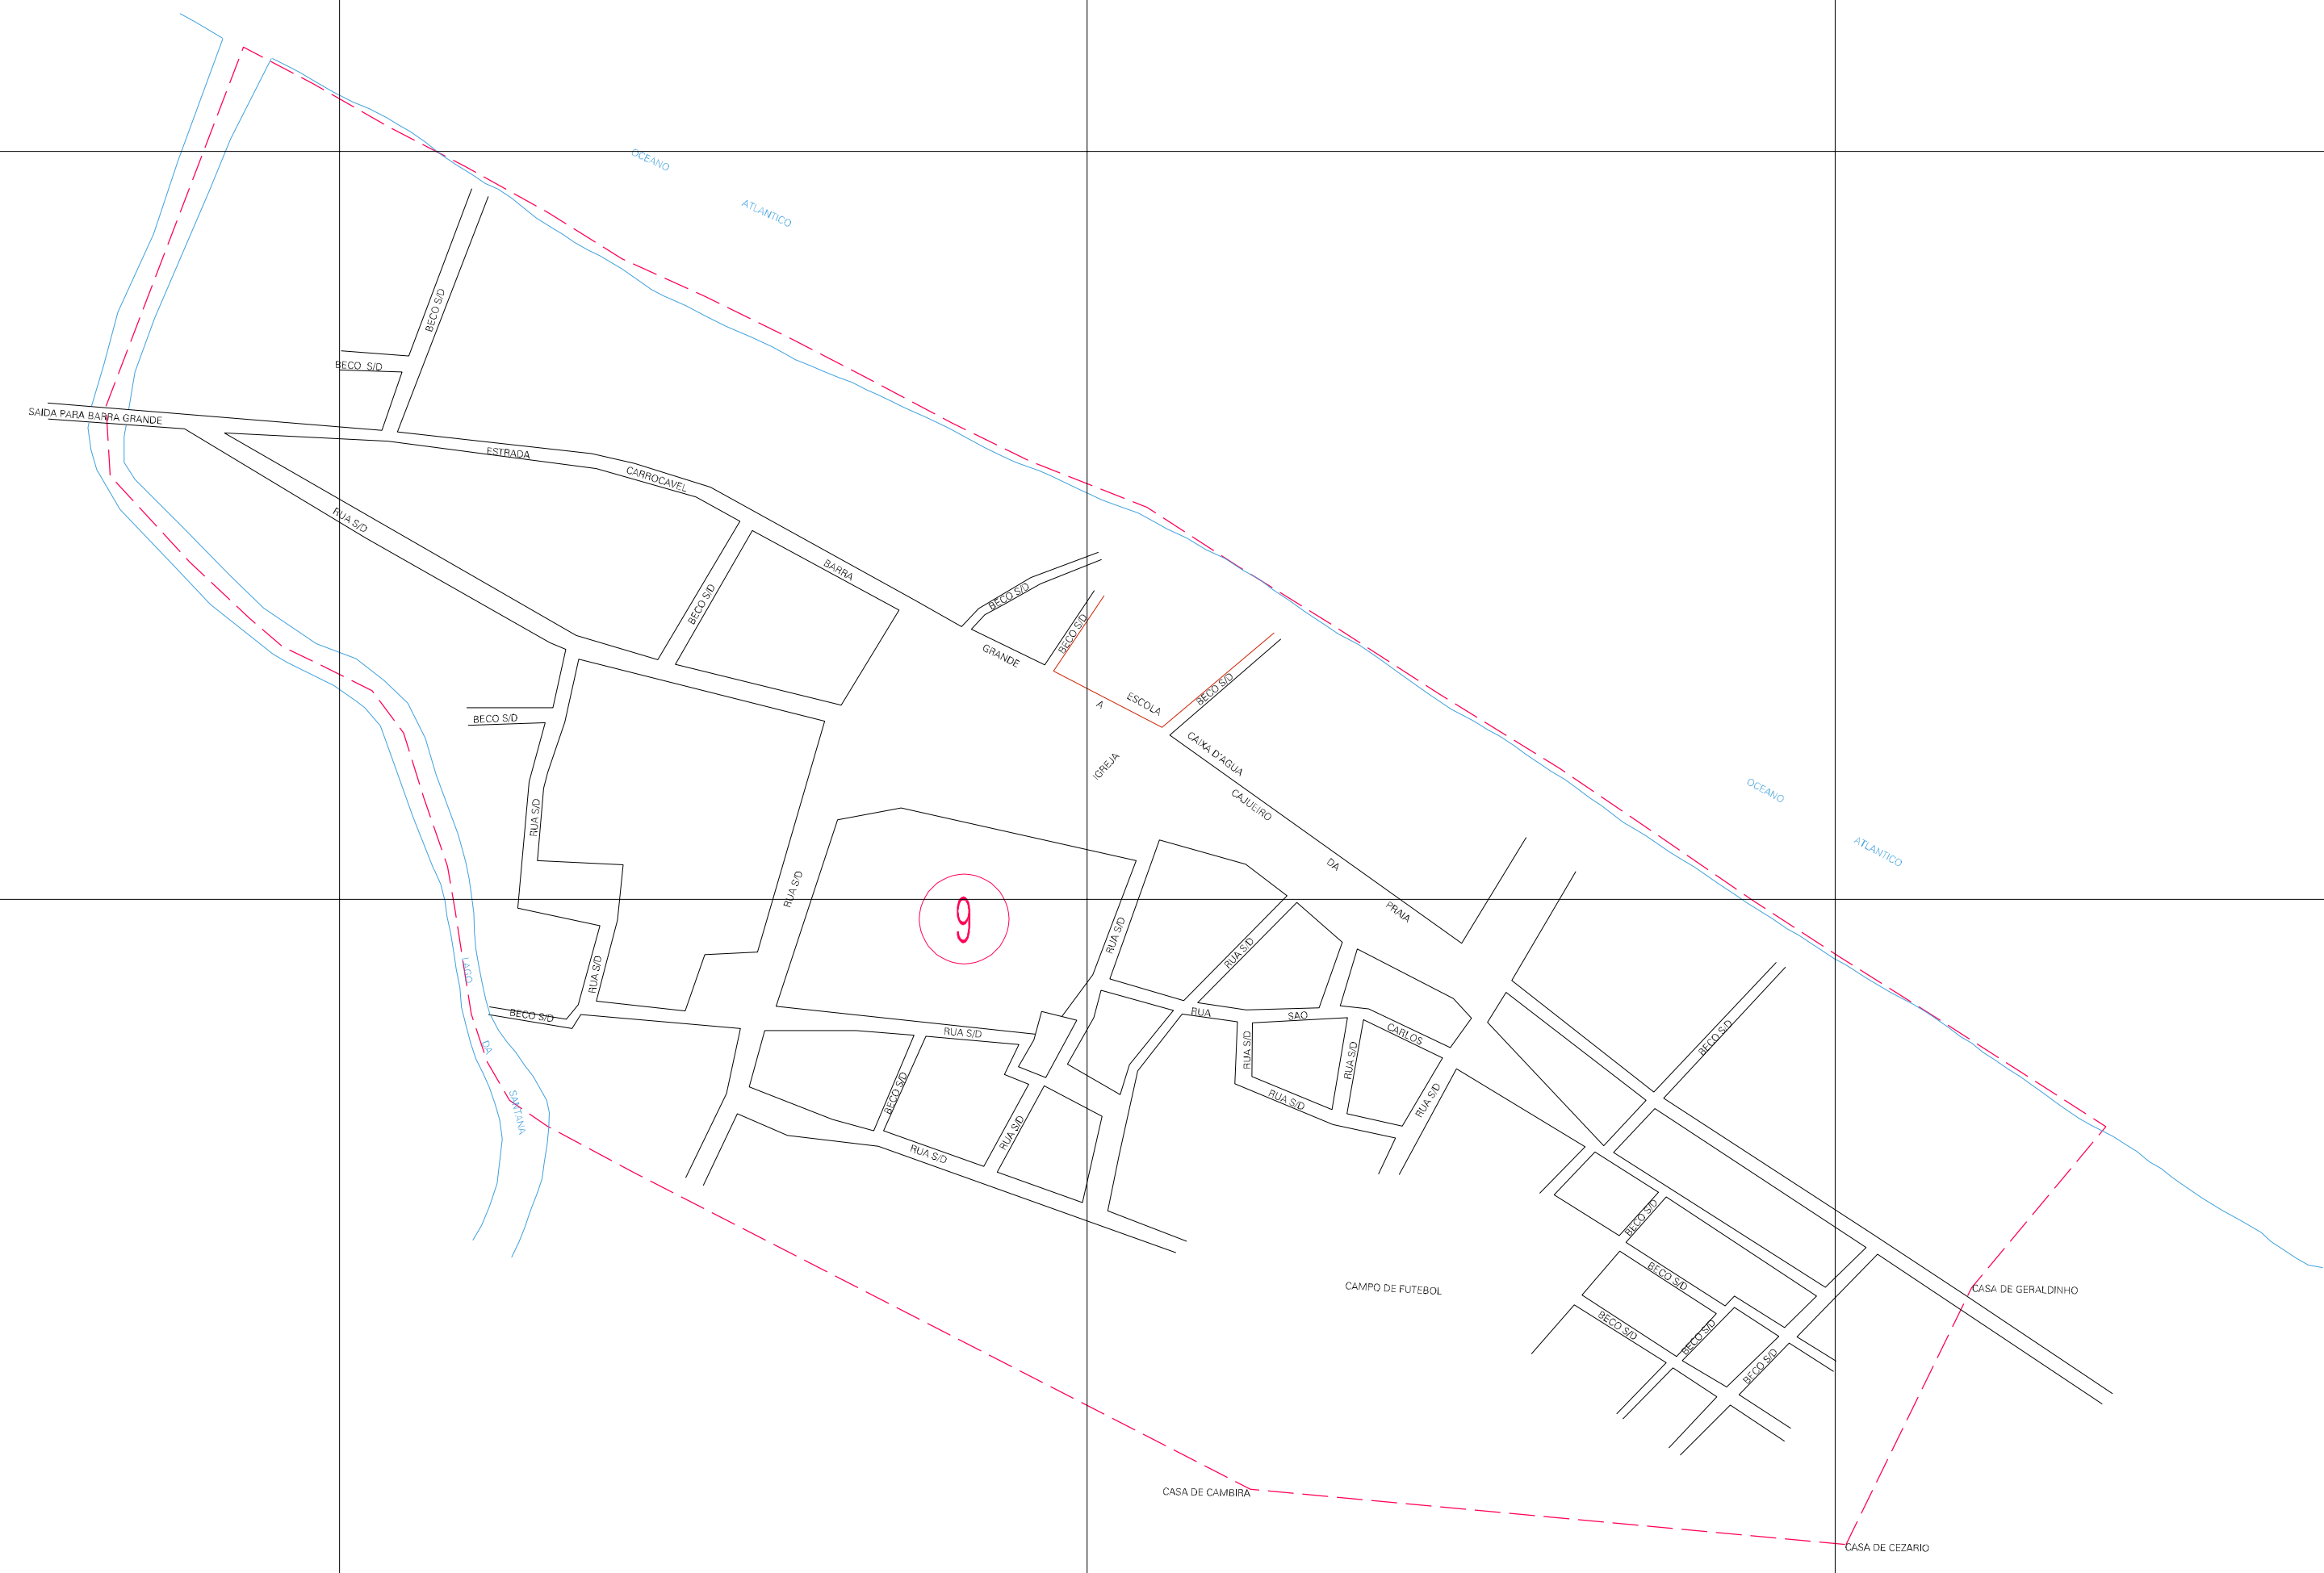 OCEANO
ATLANTICO
BECO S/D
BECO S/D
SAIDA PARA BARRA GRANDE
ESTRADA
CARROCAVEL
RUA S/D
BARRA
BECO S/D
BECO S/D
BECO S/D
GRANDE
A
ESCOLA
BECO S/D
BECO S/D
IGREJA
CAIXA D'AGUA
CAJUEIRO
DA
PRAIA
OCEANO
ATLANTICO
RUA S/D
RUA S/D
9
RUA S/D
RUA S/D
LAGO
DA
SANTANA
RUA S/D
BECO S/D
RUA S/D
RUA
SAO
CARLOS
BECO S/D
RUA S/D
RUA S/D
RUA S/D
RUA S/D
BECO S/D
RUA S/D
RUA S/D
BECO S/D
BECO S/D
BECO S/D
BECO S/D
BECO S/D
CAMPO DE FUTEBOL
CASA DE GERALDINHO
CASA DE CAMBIRA
CASA DE CEZARIO